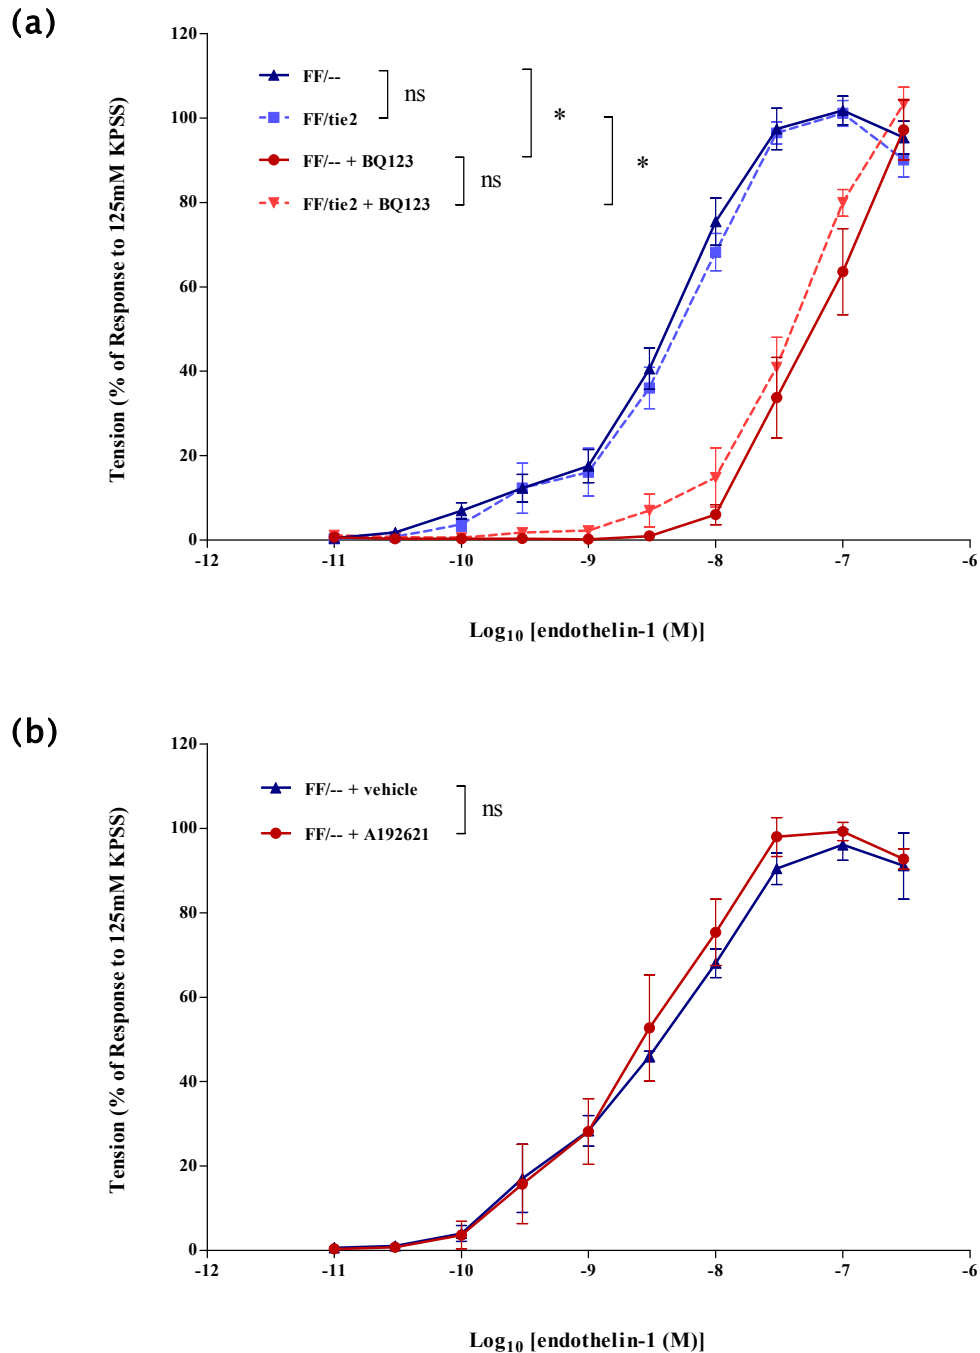 (a)
120
100
80
60
40
20
0
Tension (% of Response to 125mM KPSS)
FF/--
FF/tie2
FF/-- + BQ123
FF/tie2 + BQ123
ns
ns
*
*
-12 -11 -10 -9 -8 -7 -6
Log10 [endothelin-1 (M)]
(b)
120
100
80
60
40
20
0
Tension (% of Response to 125mM KPSS)
FF/-- + vehicle
FF/-- + A192621
ns
-12 -11 -10 -9 -8 -7 -6
Log10 [endothelin-1 (M)]